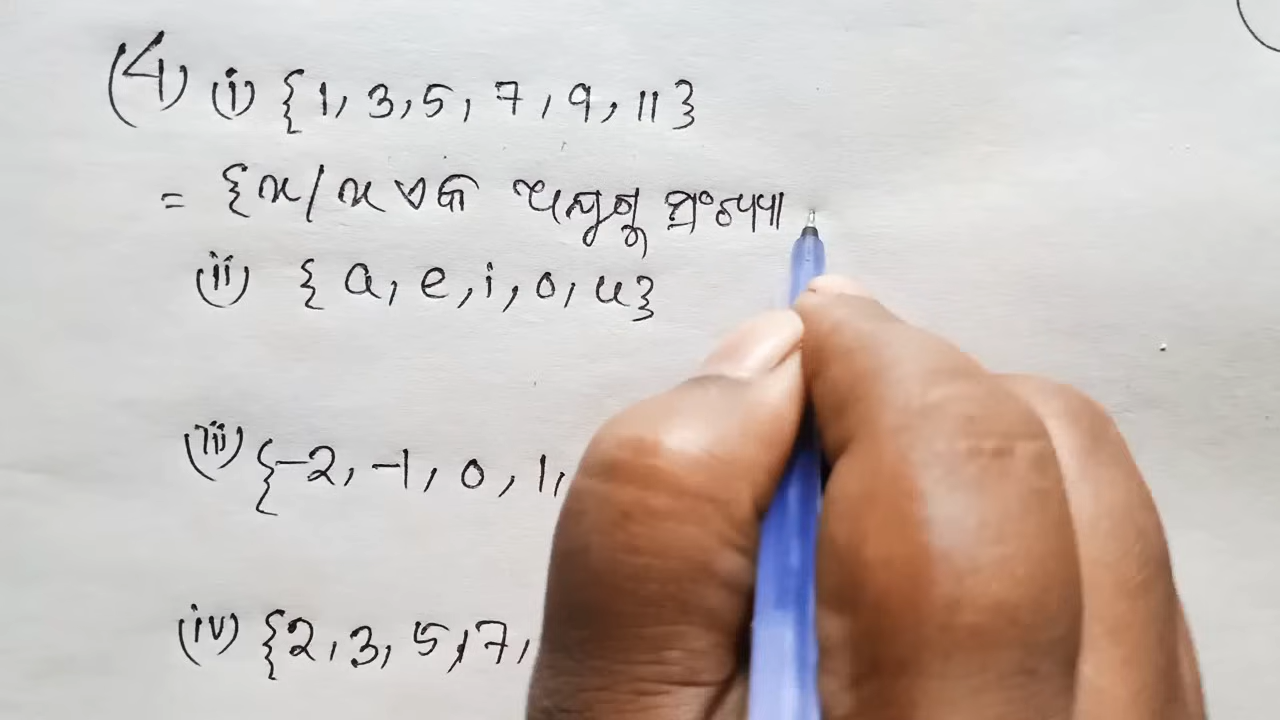 (4) (i) {1, 3, 5, 7, 9, 11}
= {x/x ଏକ ଅଯୁଗ୍ମ ସଂଖ୍ୟା
(ii) { a, e, i, o, u}
(iii) {-2, -1, 0, 1,
(iv) {2, 3, 5, 7,